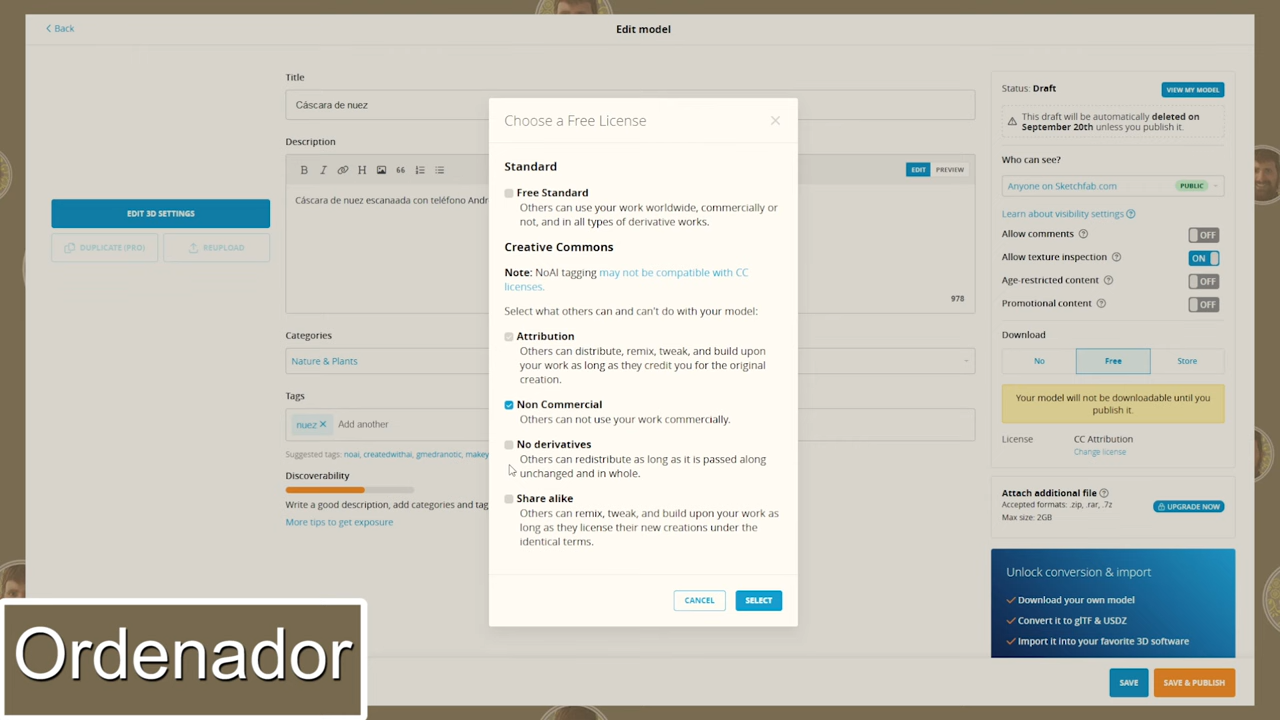 Back
Edit model
Title
Cáscara de nuez
Description
B I H 66
EDIT PREVIEW
Cáscara de nuez escanaada con teléfono Andr
978
EDIT 3D SETTINGS
DUPLICATE (PRO) REUPLOAD
Categories
Nature & Plants
Tags
nuez × Add another
Suggested tags: noai, createdwithai, gmedranotic, makey
Discoverability
Write a good description, add categories and tag
More tips to get exposure
Choose a Free License
Standard
Free Standard
Others can use your work worldwide, commercially or
not, and in all types of derivative works.
Creative Commons
Note: NoAI tagging may not be compatible with CC
licenses.
Select what others can and can't do with your model:
Attribution
Others can distribute, remix, tweak, and build upon
your work as long as they credit you for the original
creation.
Non Commercial
Others can not use your work commercially.
No derivatives
Others can redistribute as long as it is passed along
unchanged and in whole.
Share alike
Others can remix, tweak, and build upon your work as
long as they license their new creations under the
identical terms.
CANCEL SELECT
Status: Draft
VIEW MY MODEL
This draft will be automatically deleted on
September 20th unless you publish it.
Who can see?
Anyone on Sketchfab.com PUBLIC
Learn about visibility settings
Allow comments OFF
Allow texture inspection ON
Age-restricted content OFF
Promotional content OFF
Download
No Free Store
Your model will not be downloadable until you
publish it.
License CC Attribution
Change license
Attach additional file
Accepted formats: .zip, .rar, .7z
Max size: 2GB
UPGRADE NOW
Unlock conversion & import
Download your own model
Convert it to glTF & USDZ
Import it into your favorite 3D software
SAVE SAVE & PUBLISH
Ordenador